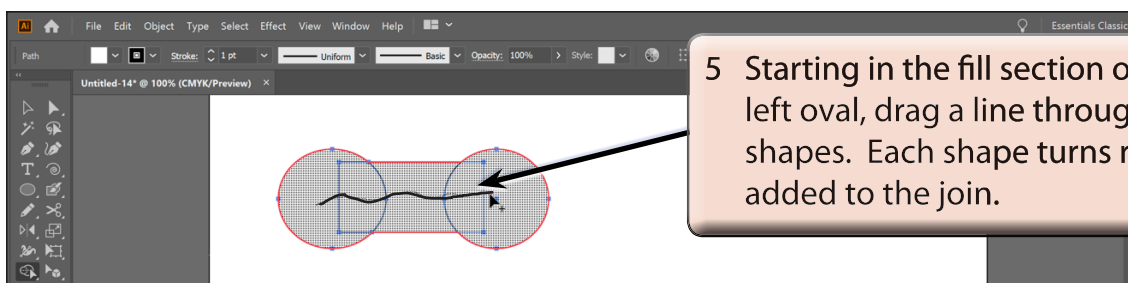 Ai File Edit Object Type Select Effect View Window Help Essentials Classic
Path Stroke: 1 pt Uniform Basic Opacity: 100% Style:
Untitled-14* @ 100% (CMYK/Preview) ×
5 Starting in the fill section
left oval, drag a line
shapes. Each shape turns
added to the join.